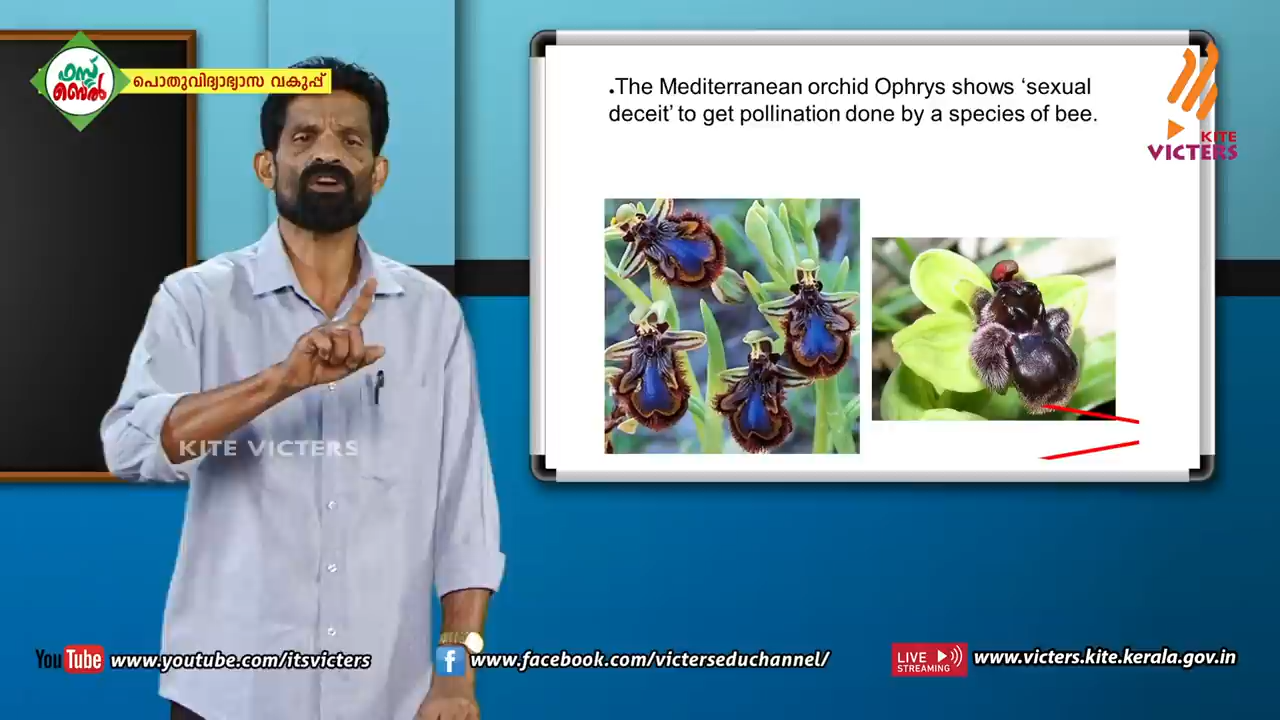 ഫസ്റ്റ്
ബെൽ
പൊതുവിദ്യാഭ്യാസ വകുപ്പ്
.The Mediterranean orchid Ophrys shows ‘sexual
deceit’ to get pollination done by a species of bee.
KITE
VICTERS
KITE VICTERS
YouTube www.youtube.com/itsvicters
f www.facebook.com/victerseduchannel/
LIVE
STREAMING
www.victers.kite.kerala.gov.in